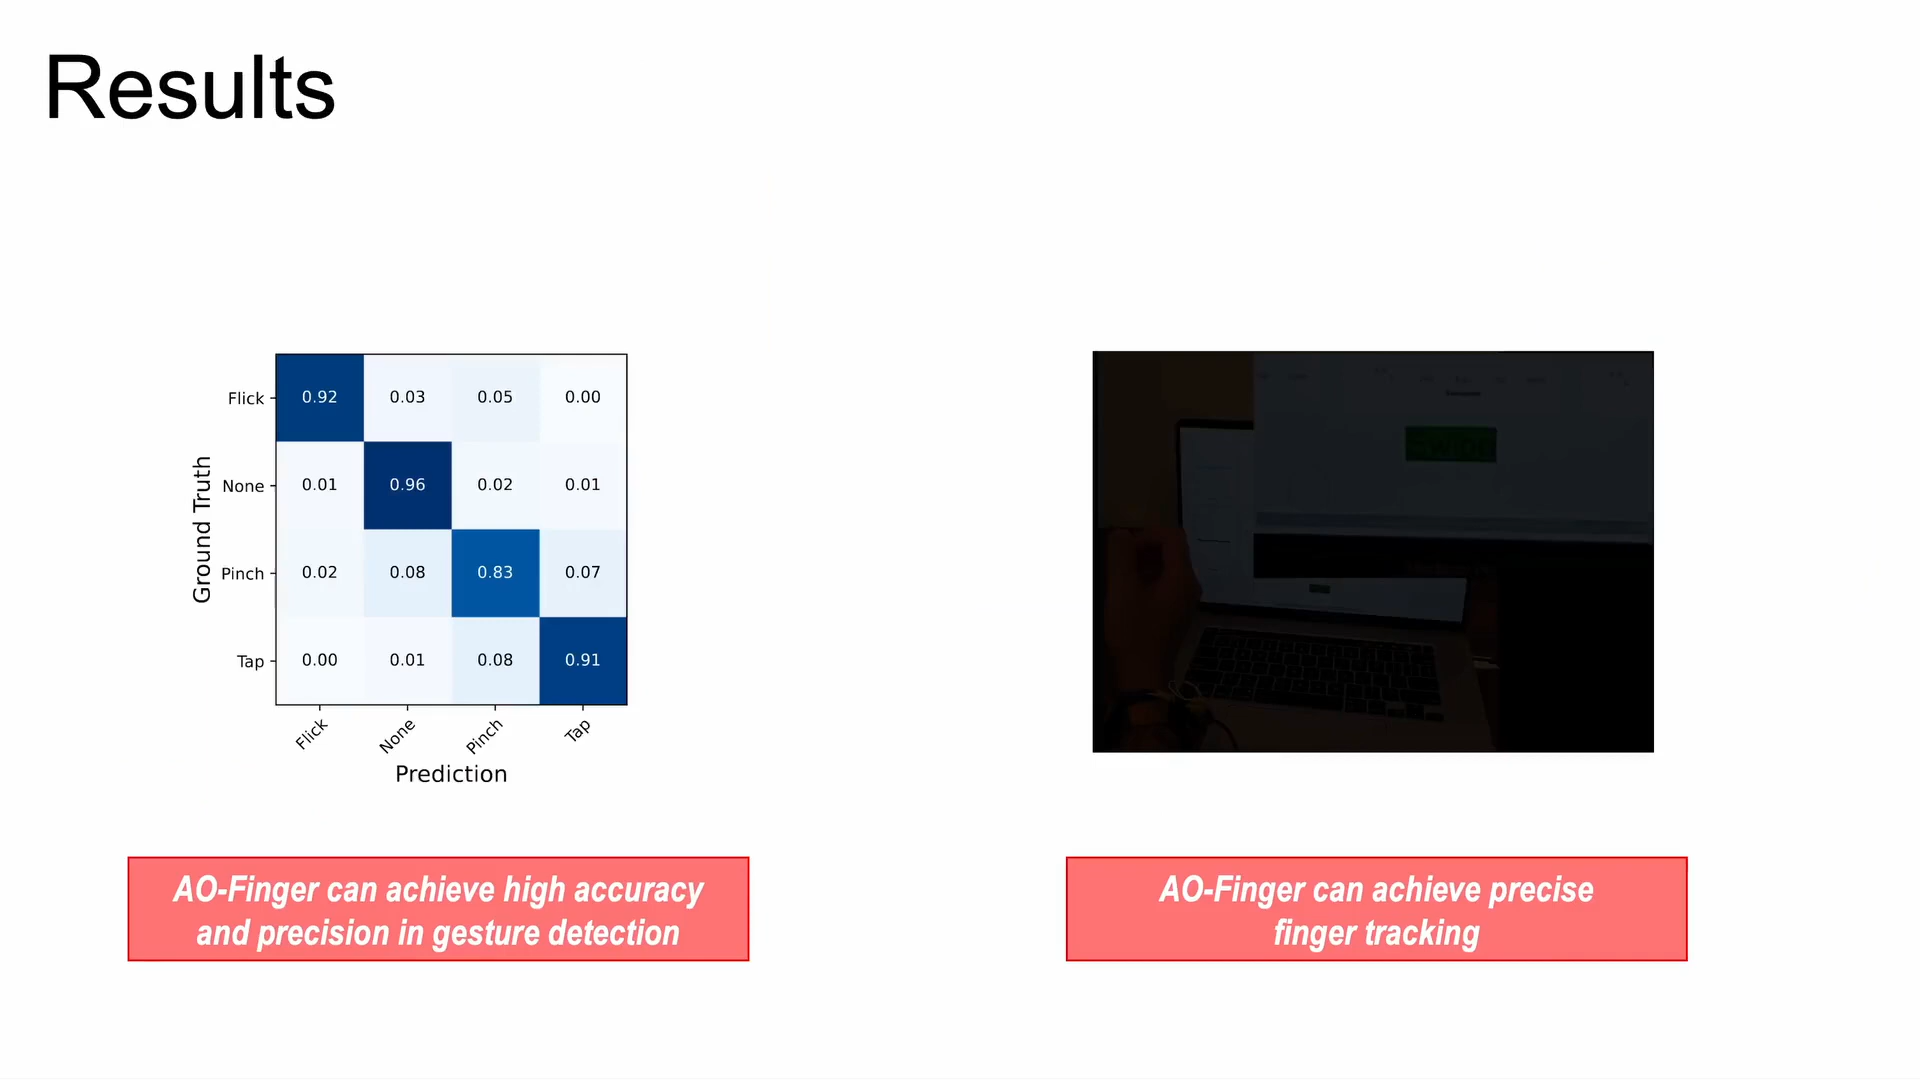 Results
Ground Truth
Flick
0.92 0.03 0.05 0.00
None
0.01 0.96 0.02 0.01
Pinch
0.02 0.08 0.83 0.07
Tap
0.00 0.01 0.08 0.91
Flick None Pinch Tap
Prediction
AO-Finger can achieve high accuracy
and precision in gesture detection
AO-Finger can achieve precise
finger tracking